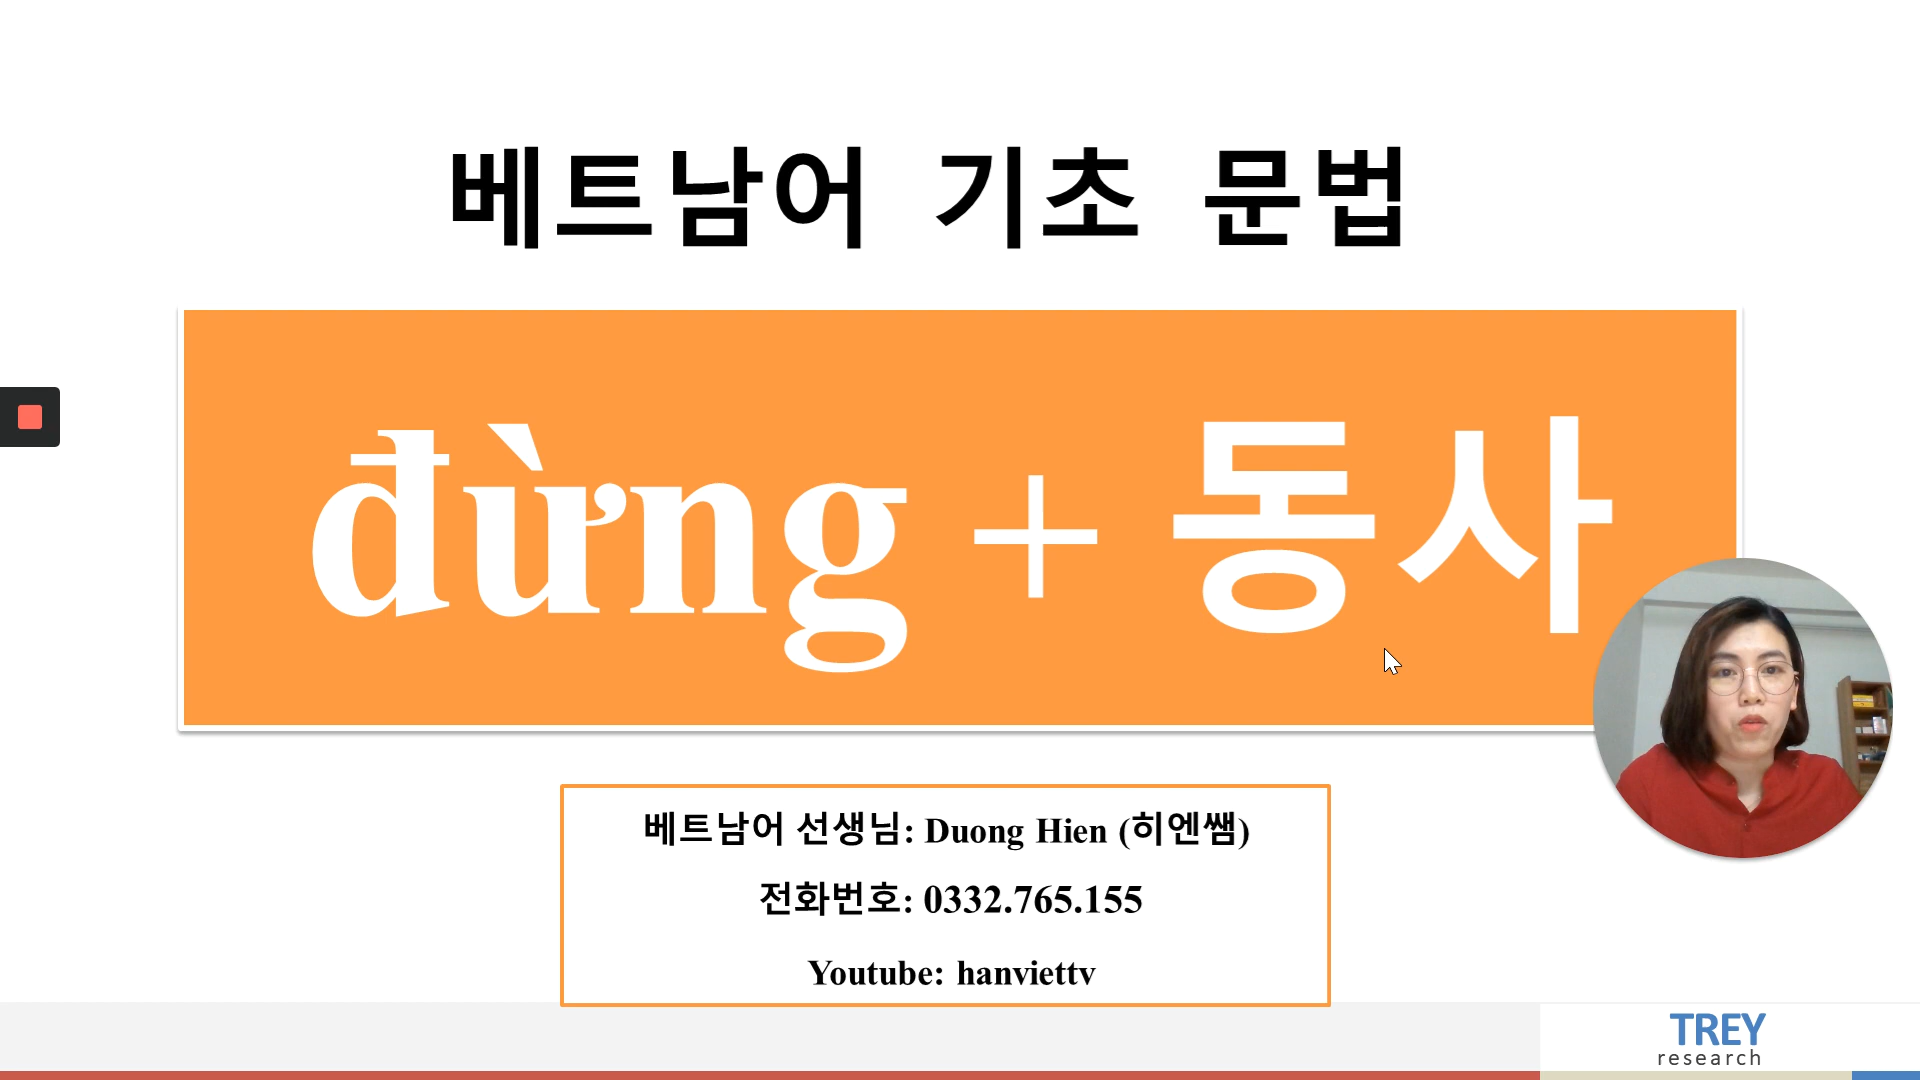 베트남어 기초 문법
đừng + 동사
베트남어 선생님: Duong Hien (히엔쌤)
전화번호: 0332.765.155
Youtube: hanviettv
TREY
research